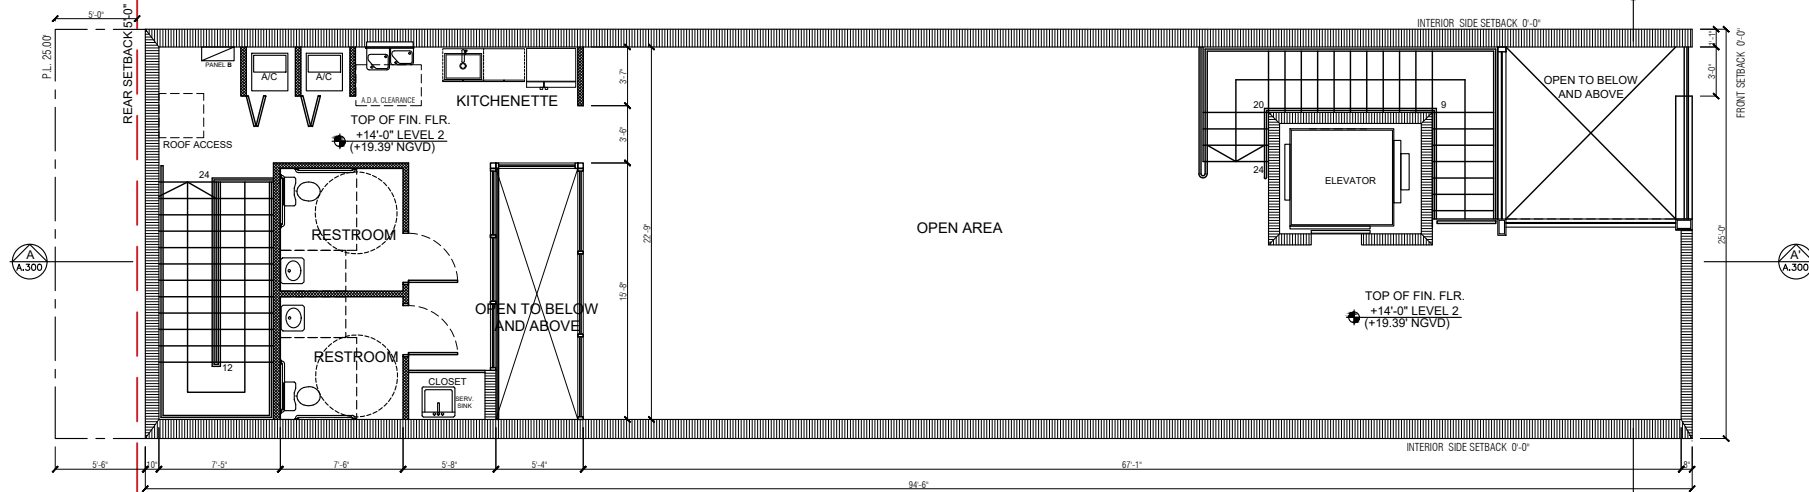 5'-0"
REAR SETBACK 5'-0"
P.L. 25.00'
INTERIOR SIDE SETBACK 0'-0"
1'-1"
3'-0"
FRONT SETBACK 0'-0"
PANEL B
A/C
A/C
A.D.A. CLEARANCE
KITCHENETTE
3'-7"
OPEN TO BELOW
AND ABOVE
20
9
ROOF ACCESS
TOP OF FIN. FLR.
+14'-0" LEVEL 2
(+19.39' NGVD)
3'-6"
24
24
ELEVATOR
RESTROOM
OPEN AREA
22'-9"
25'-0"
A
A.300
A'
A.300
15'-8"
OPEN TO BELOW
AND ABOVE
TOP OF FIN. FLR.
+14'-0" LEVEL 2
(+19.39' NGVD)
RESTROOM
12
CLOSET
SERV.
SINK
INTERIOR SIDE SETBACK 0'-0"
5'-6"
10"
7'-5"
7'-6"
5'-8"
5'-4"
67'-1"
8"
94'-6"